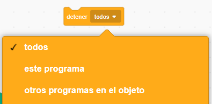 detener todos
todos
este programa
otros programas en el objeto